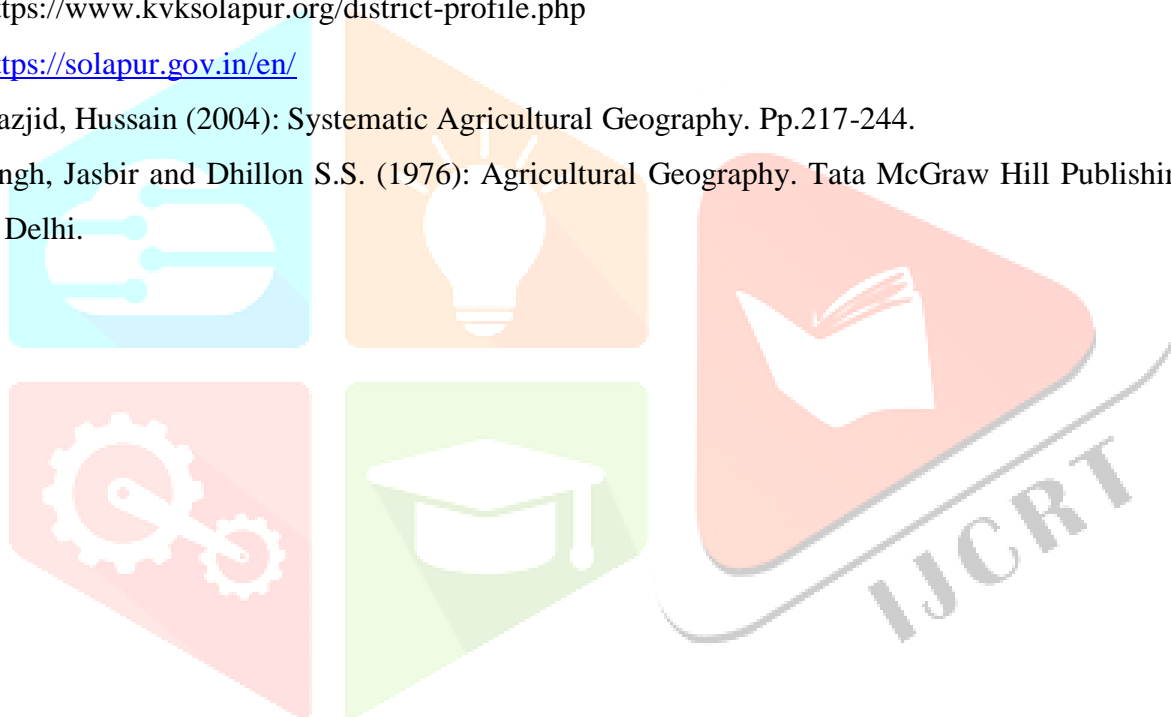 ttps://www.kvksolapur.org/district-profile.php
ttps://solapur.gov.in/en/
azjid, Hussain (2004): Systematic Agricultural Geography. Pp.217-244.
ngh, Jasbir and Dhillon S.S. (1976): Agricultural Geography. Tata McGraw Hill Publishin
Delhi.
IJCRT